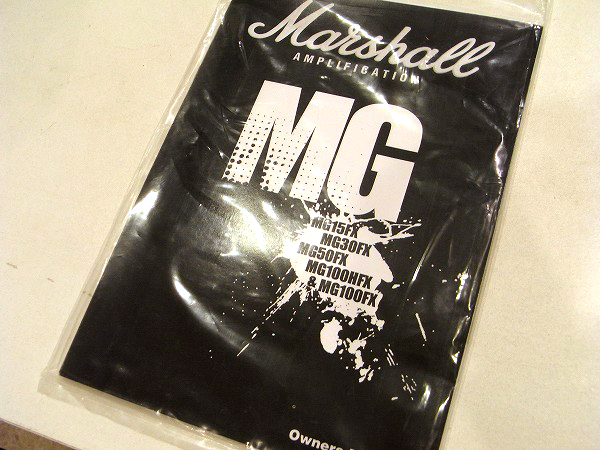 Marshall
AMPLIFICATION
MG
MG15FX
MG30FX
MG50FX
MG100HFX
& MG100FX
Owners